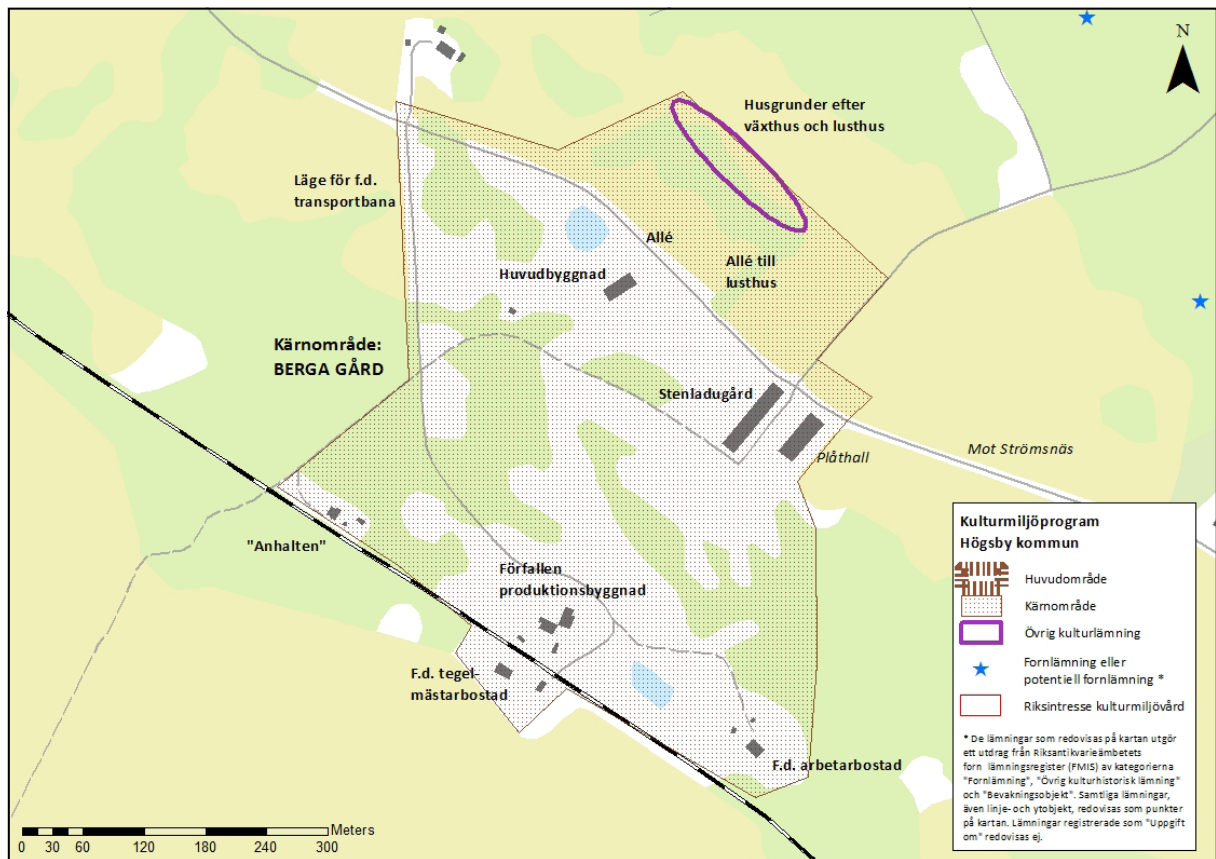 N
Husgrunder efter
växthus och lusthus
Läge för f.d.
transportbana
Allé
Allé till
lusthus
Huvudbyggnad
Kärnområde:
BERGA GÅRD
Stenladugård
Plåthall
Mot Strömsnäs
"Anhalten"
Förfallen
produktionsbyggnad
F.d. tegel-
mästarbostad
F.d. arbetarbostad
Kulturmiljöprogram
Högsby kommun
Huvudområde
Kärnområde
Övrig kulturlämning
Fornlämning eller
potentiell fornlämning *
Riksintresse kulturmiljövård
* De lämningar som redovisas på kartan utgör
ett utdrag från Riksantikvarieämbetets
forn lämningsregister (FMIS) av kategorierna
"Fornlämning", "Övrig kulturhistorisk lämning"
och "Bevakningsobjekt". Samtliga lämningar,
även linje- och ytobjekt, redovisas som punkter
på kartan. Lämningar registrerade som "Uppgift
om" redovisas ej.
Meters
0 30 60 120 180 240 300